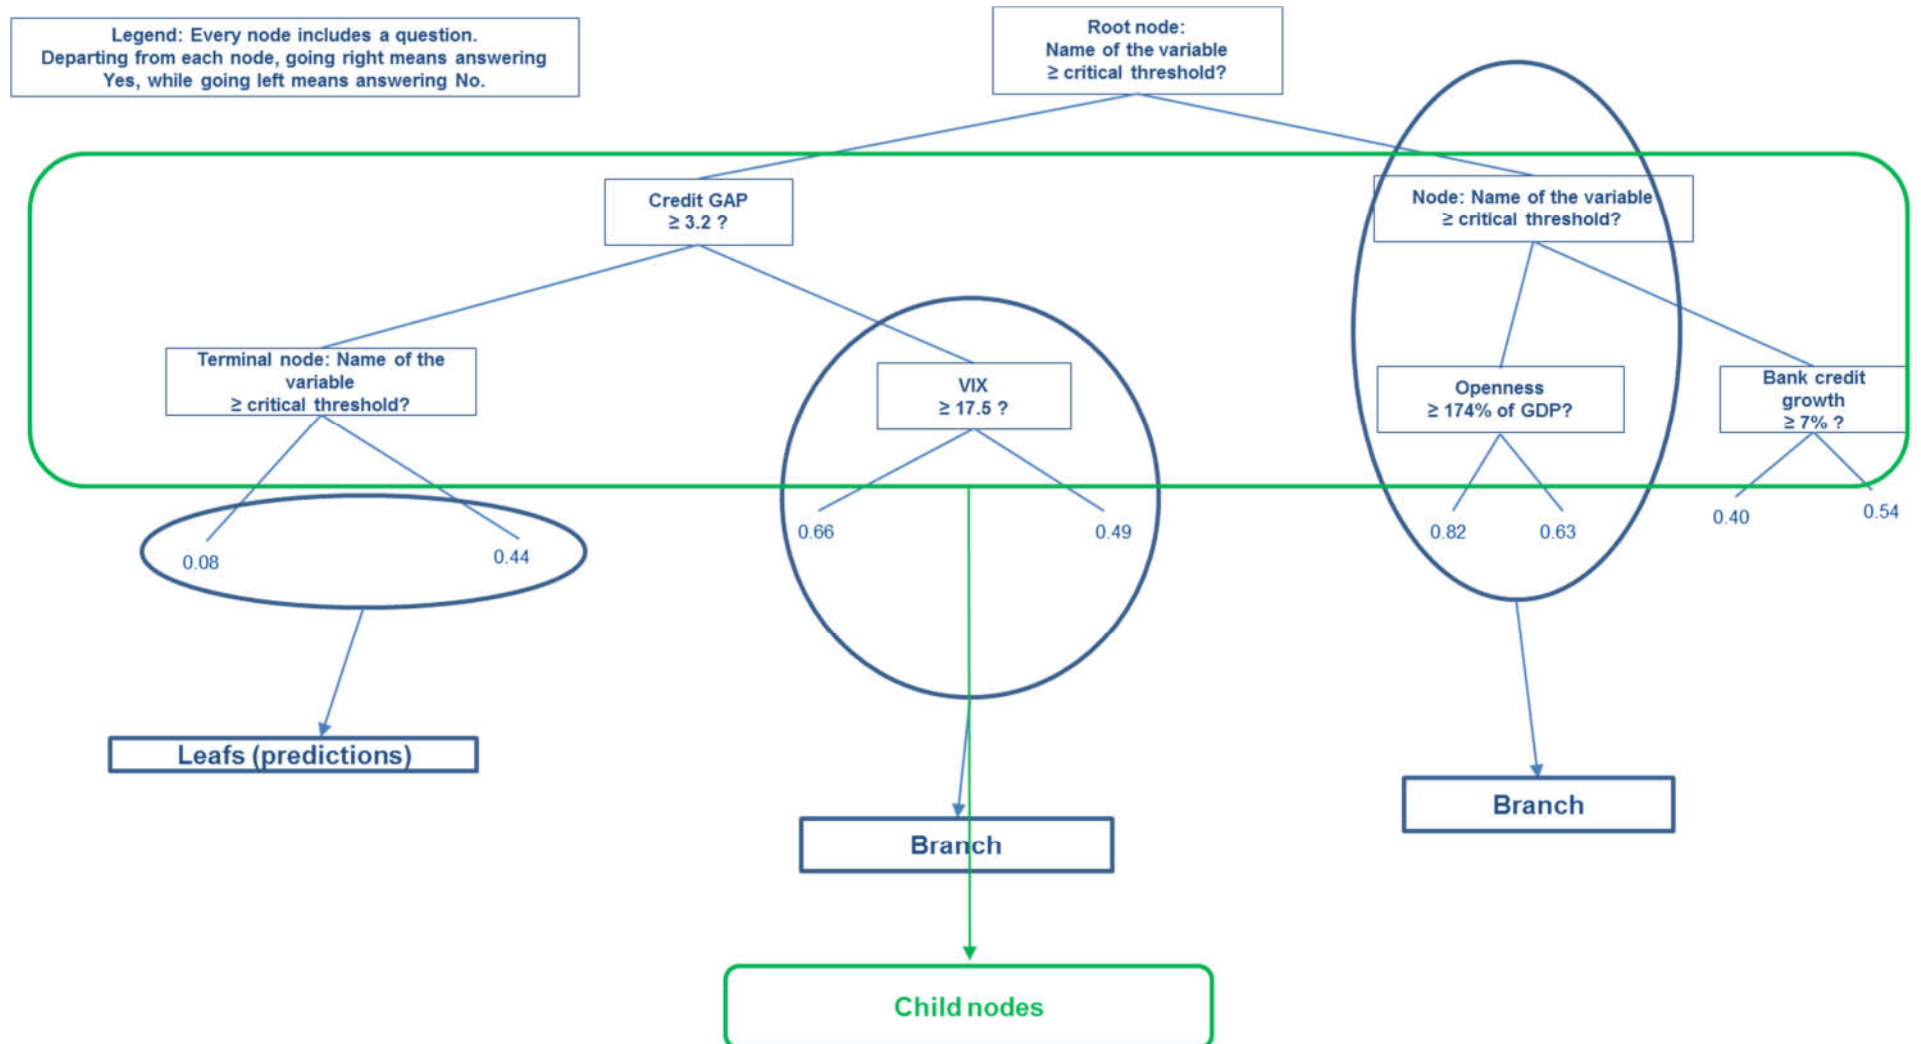 Legend: Every node includes a question.
Departing from each node, going right means answering
Yes, while going left means answering No.
Root node:
Name of the variable
≥ critical threshold?
Credit GAP
≥ 3.2 ?
Node: Name of the variable
≥ critical threshold?
Terminal node: Name of the
variable
≥ critical threshold?
VIX
≥ 17.5 ?
Openness
≥ 174% of GDP?
Bank credit
growth
≥ 7% ?
0.08
0.44
0.66
0.49
0.82
0.63
0.40
0.54
Leafs (predictions)
Branch
Branch
Child nodes